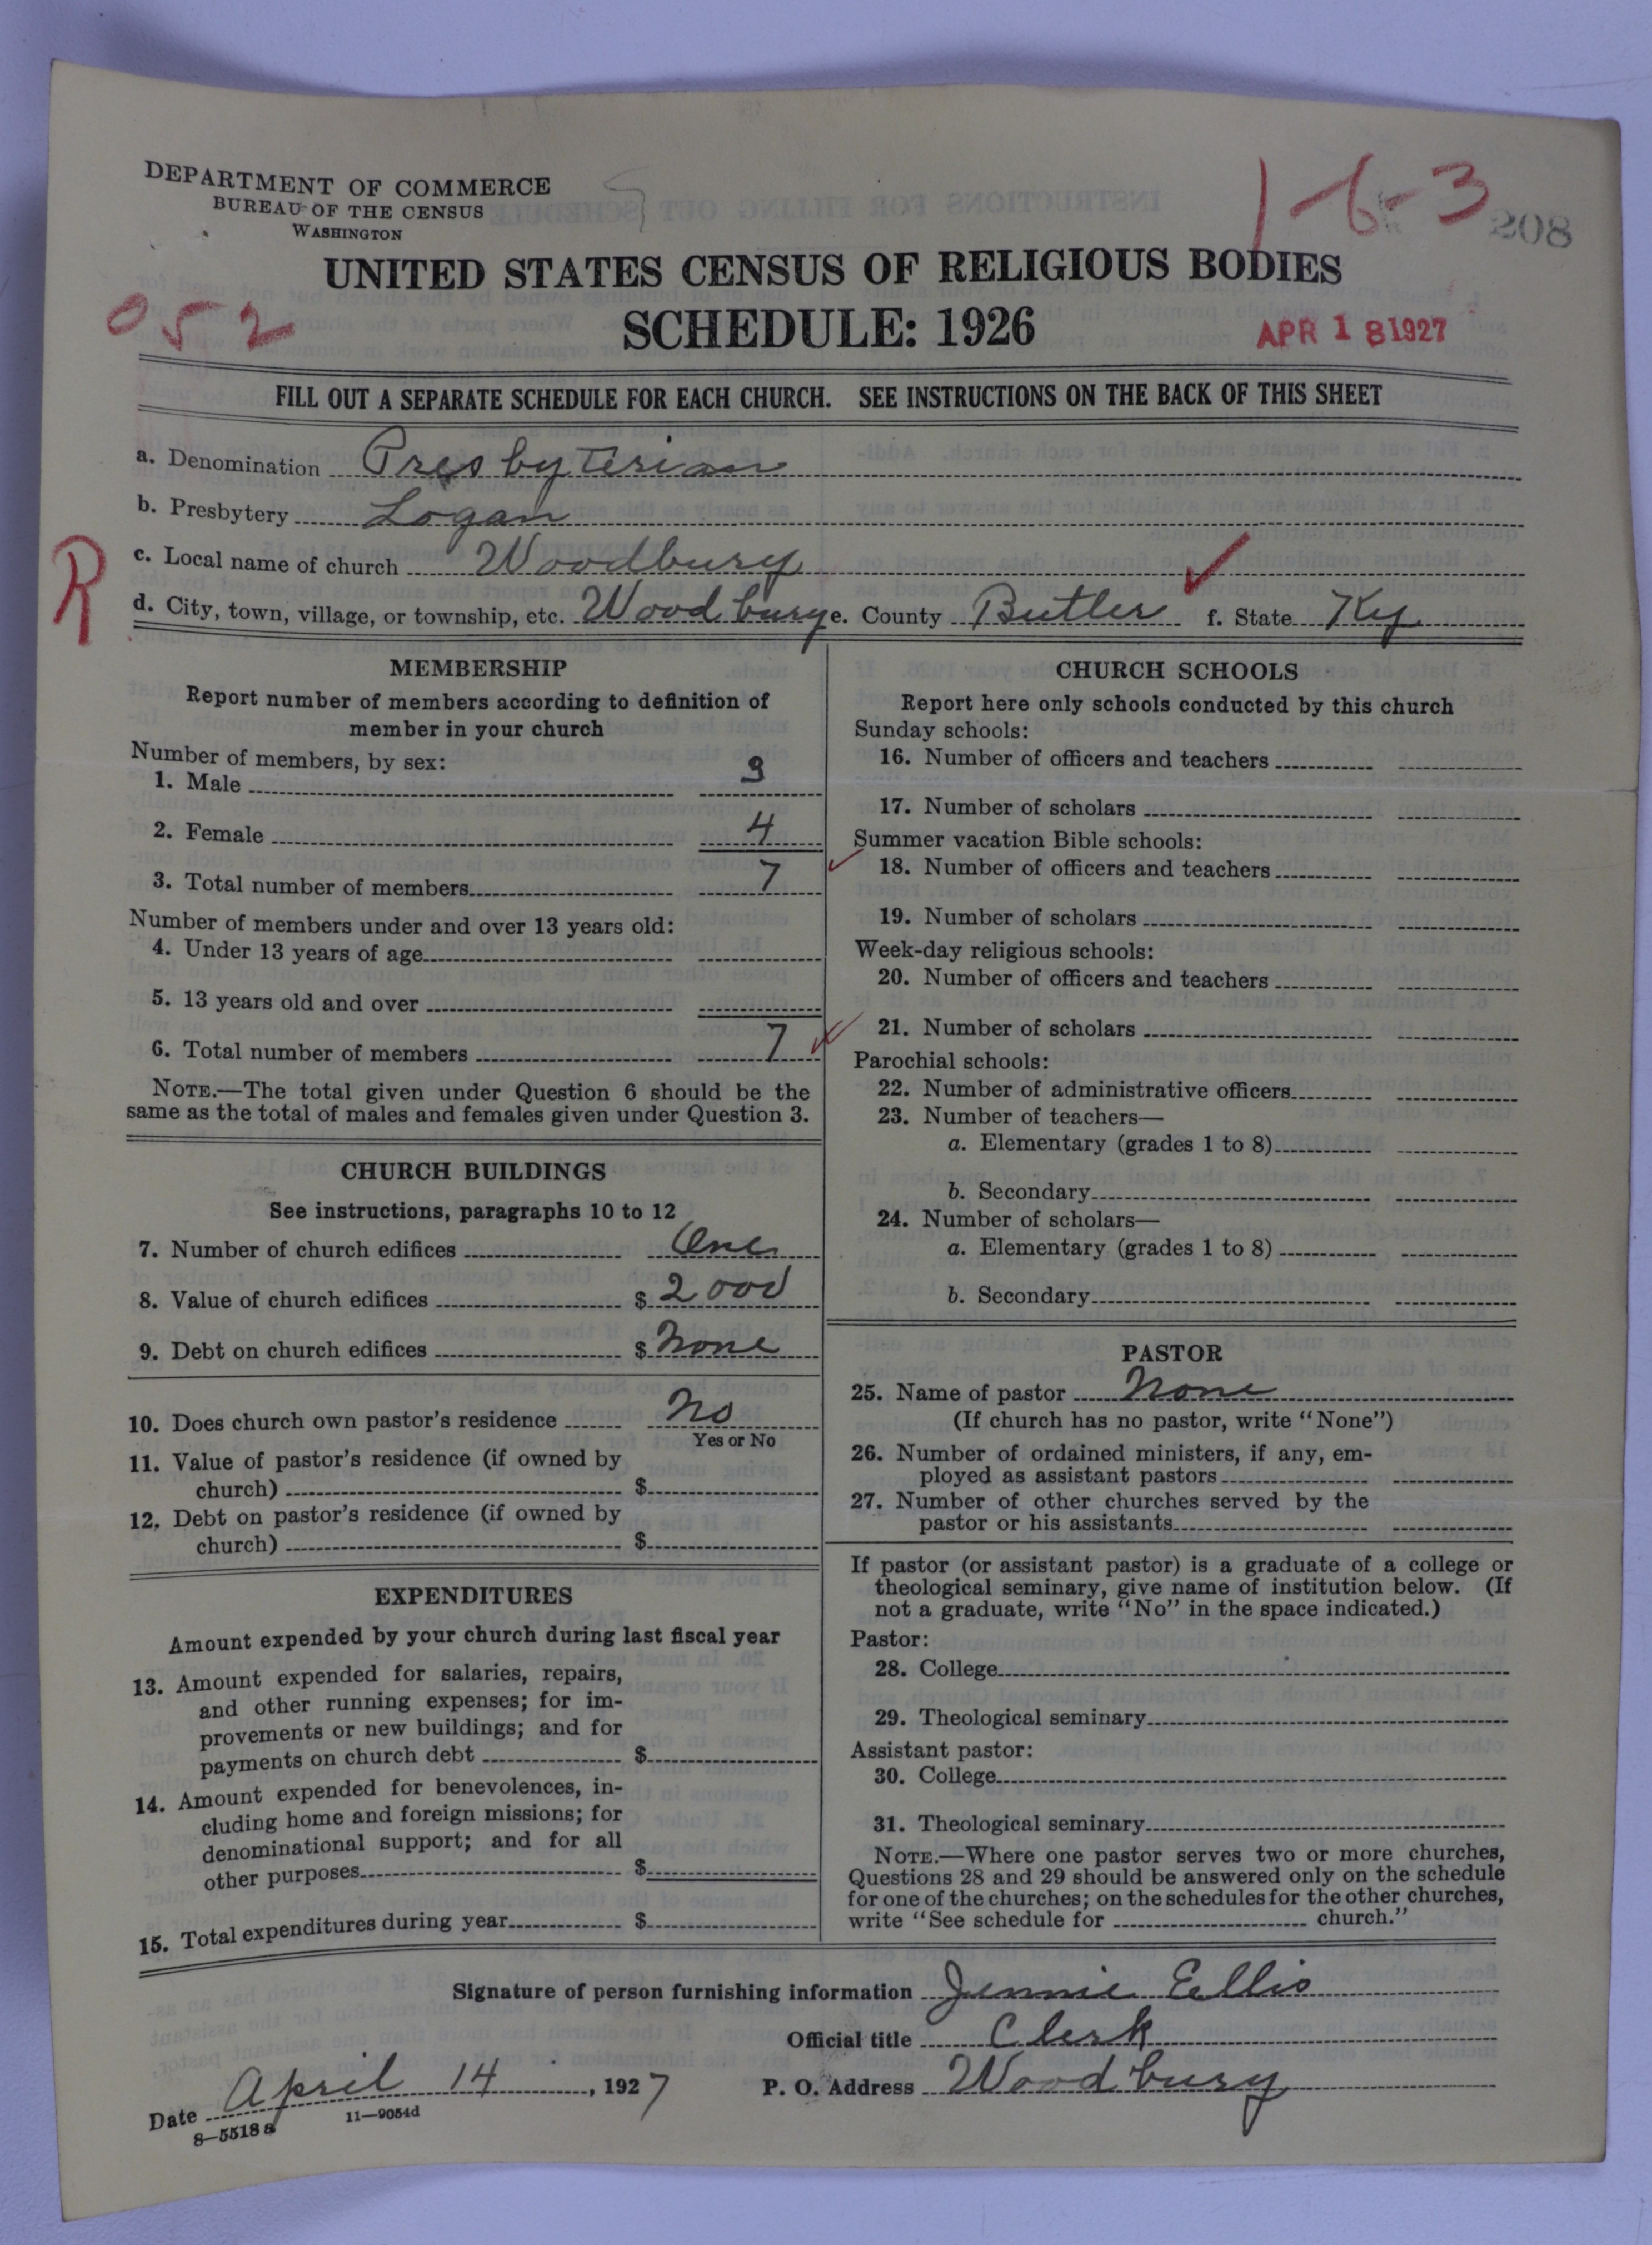 DEPARTMENT OF COMMERCE
BUREAU OF THE CENSUS
WASHINGTON
1-6-3
208
UNITED STATES CENSUS OF RELIGIOUS BODIES
052
SCHEDULE: 1926
APR 18 1927
FILL OUT A SEPARATE SCHEDULE FOR EACH CHURCH. SEE INSTRUCTIONS ON THE BACK OF THIS SHEET
a. Denomination Presbyterian
b. Presbytery Logan
R
c. Local name of church Woodbury
d. City, town, village, or township, etc. Woodbury e. County Butler f. State Ky
MEMBERSHIP
Report number of members according to definition of
member in your church
Number of members, by sex:
1. Male 3
2. Female 4
3. Total number of members 7
Number of members under and over 13 years old:
4. Under 13 years of age
5. 13 years old and over
6. Total number of members 7
NOTE.—The total given under Question 6 should be the
same as the total of males and females given under Question 3.
CHURCH BUILDINGS
See instructions, paragraphs 10 to 12
7. Number of church edifices One
8. Value of church edifices $ 2000
9. Debt on church edifices $ None
10. Does church own pastor's residence No
Yes or No
11. Value of pastor's residence (if owned by
church) $
12. Debt on pastor's residence (if owned by
church) $
EXPENDITURES
Amount expended by your church during last fiscal year
13. Amount expended for salaries, repairs,
and other running expenses; for im-
provements or new buildings; and for
payments on church debt $
14. Amount expended for benevolences, in-
cluding home and foreign missions; for
denominational support; and for all
other purposes $
15. Total expenditures during year $
CHURCH SCHOOLS
Report here only schools conducted by this church
Sunday schools:
16. Number of officers and teachers
17. Number of scholars
Summer vacation Bible schools:
18. Number of officers and teachers
19. Number of scholars
Week-day religious schools:
20. Number of officers and teachers
21. Number of scholars
Parochial schools:
22. Number of administrative officers
23. Number of teachers—
a. Elementary (grades 1 to 8)
b. Secondary
24. Number of scholars—
a. Elementary (grades 1 to 8)
b. Secondary
PASTOR
25. Name of pastor None
(If church has no pastor, write "None")
26. Number of ordained ministers, if any, em-
ployed as assistant pastors
27. Number of other churches served by the
pastor or his assistants
If pastor (or assistant pastor) is a graduate of a college or
theological seminary, give name of institution below. (If
not a graduate, write "No" in the space indicated.)
Pastor:
28. College
29. Theological seminary
Assistant pastor:
30. College
31. Theological seminary
NOTE.—Where one pastor serves two or more churches,
Questions 28 and 29 should be answered only on the schedule
for one of the churches; on the schedules for the other churches,
write "See schedule for church."
Signature of person furnishing information Jennie Ellis
Official title Clerk
Date April 14, 1927 P. O. Address Woodbury
8—5518a 11—9054d